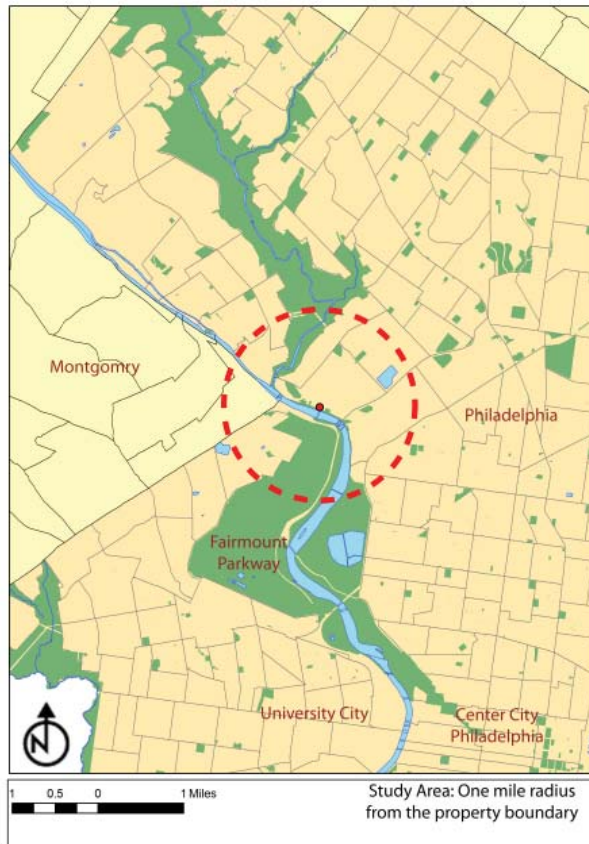 Montgomry
Philadelphia
Fairmount
Parkway
University City
Center City
Philadelphia
N
1 0.5 0 1 Miles
Study Area: One mile radius
from the property boundary